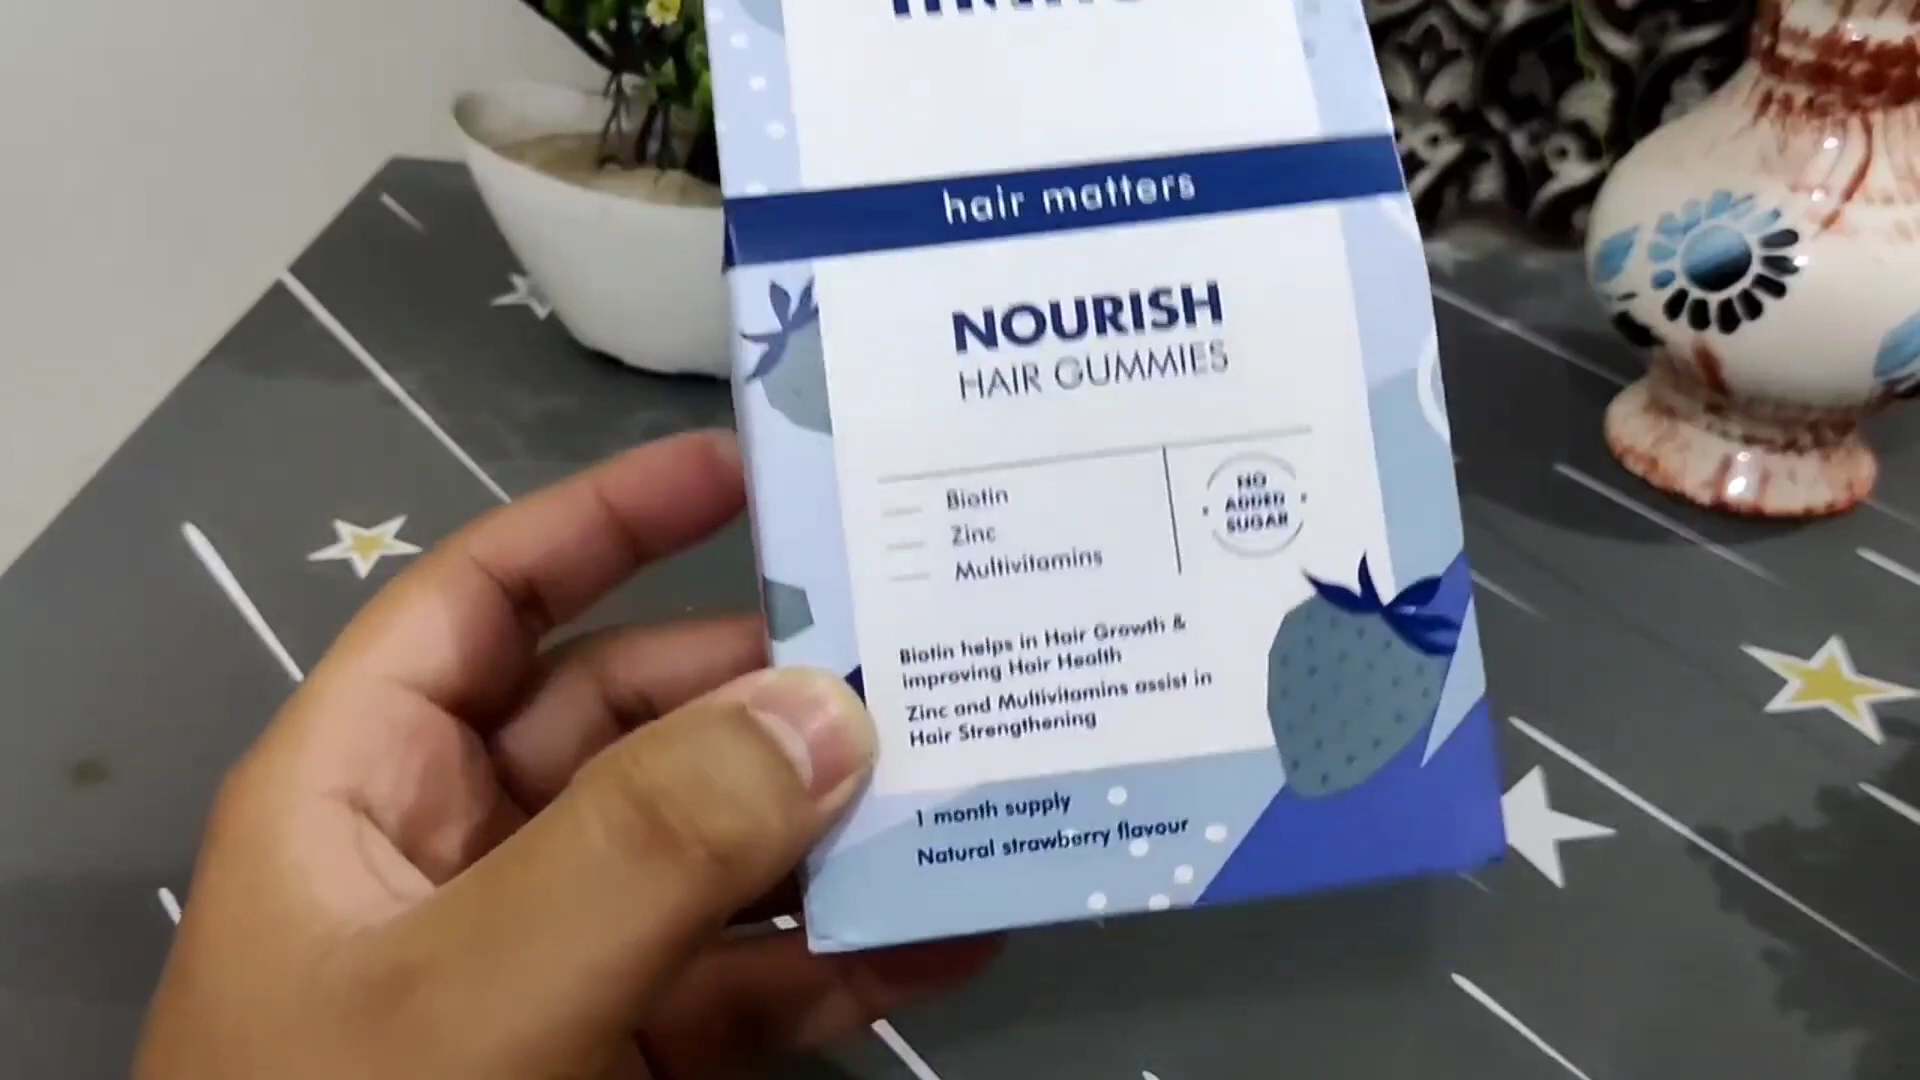 hair matters
NOURISH
HAIR GUMMIES
Biotin
Zinc
Multivitamins
NO
ADDED
SUGAR
Biotin helps in Hair Growth &
improving Hair Health
Zinc and Multivitamins assist in
Hair Strengthening
1 month supply
Natural strawberry flavour